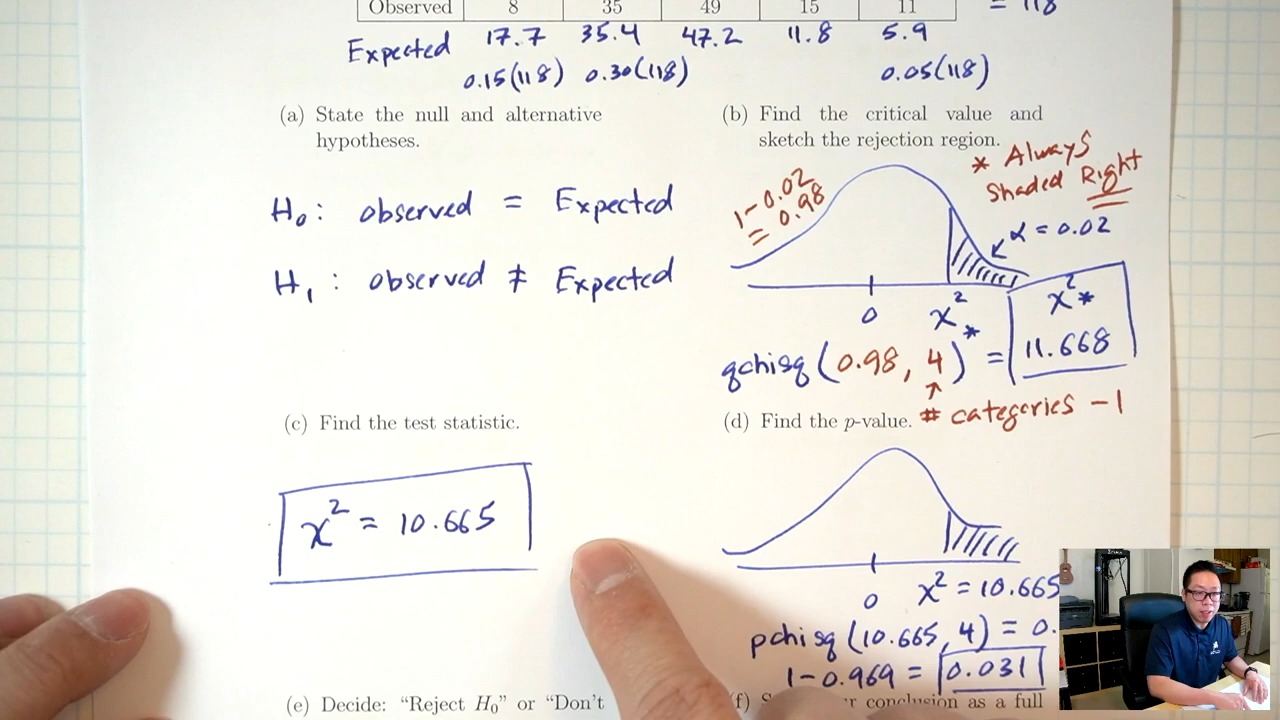 Observed 8 35 49 15 11 = 118
Expected 17.7 35.4 47.2 11.8 5.9
0.15(118) 0.30(118) 0.05(118)
(a) State the null and alternative
hypotheses.
H₀: observed = Expected
H₁: observed ≠ Expected
(b) Find the critical value and
sketch the rejection region.
* Always
Shaded Right
1-0.02
= 0.98
α = 0.02
0 χ²*
χ²*
qchisq(0.98, 4) = 11.668
↑
# categories -1
(c) Find the test statistic.
χ² = 10.665
(d) Find the p-value.
0 χ² = 10.665
pchisq(10.665, 4) = 0.
1-0.969 = 0.031
(e) Decide: “Reject H₀” or “Don’t
(f) conclusion as a full